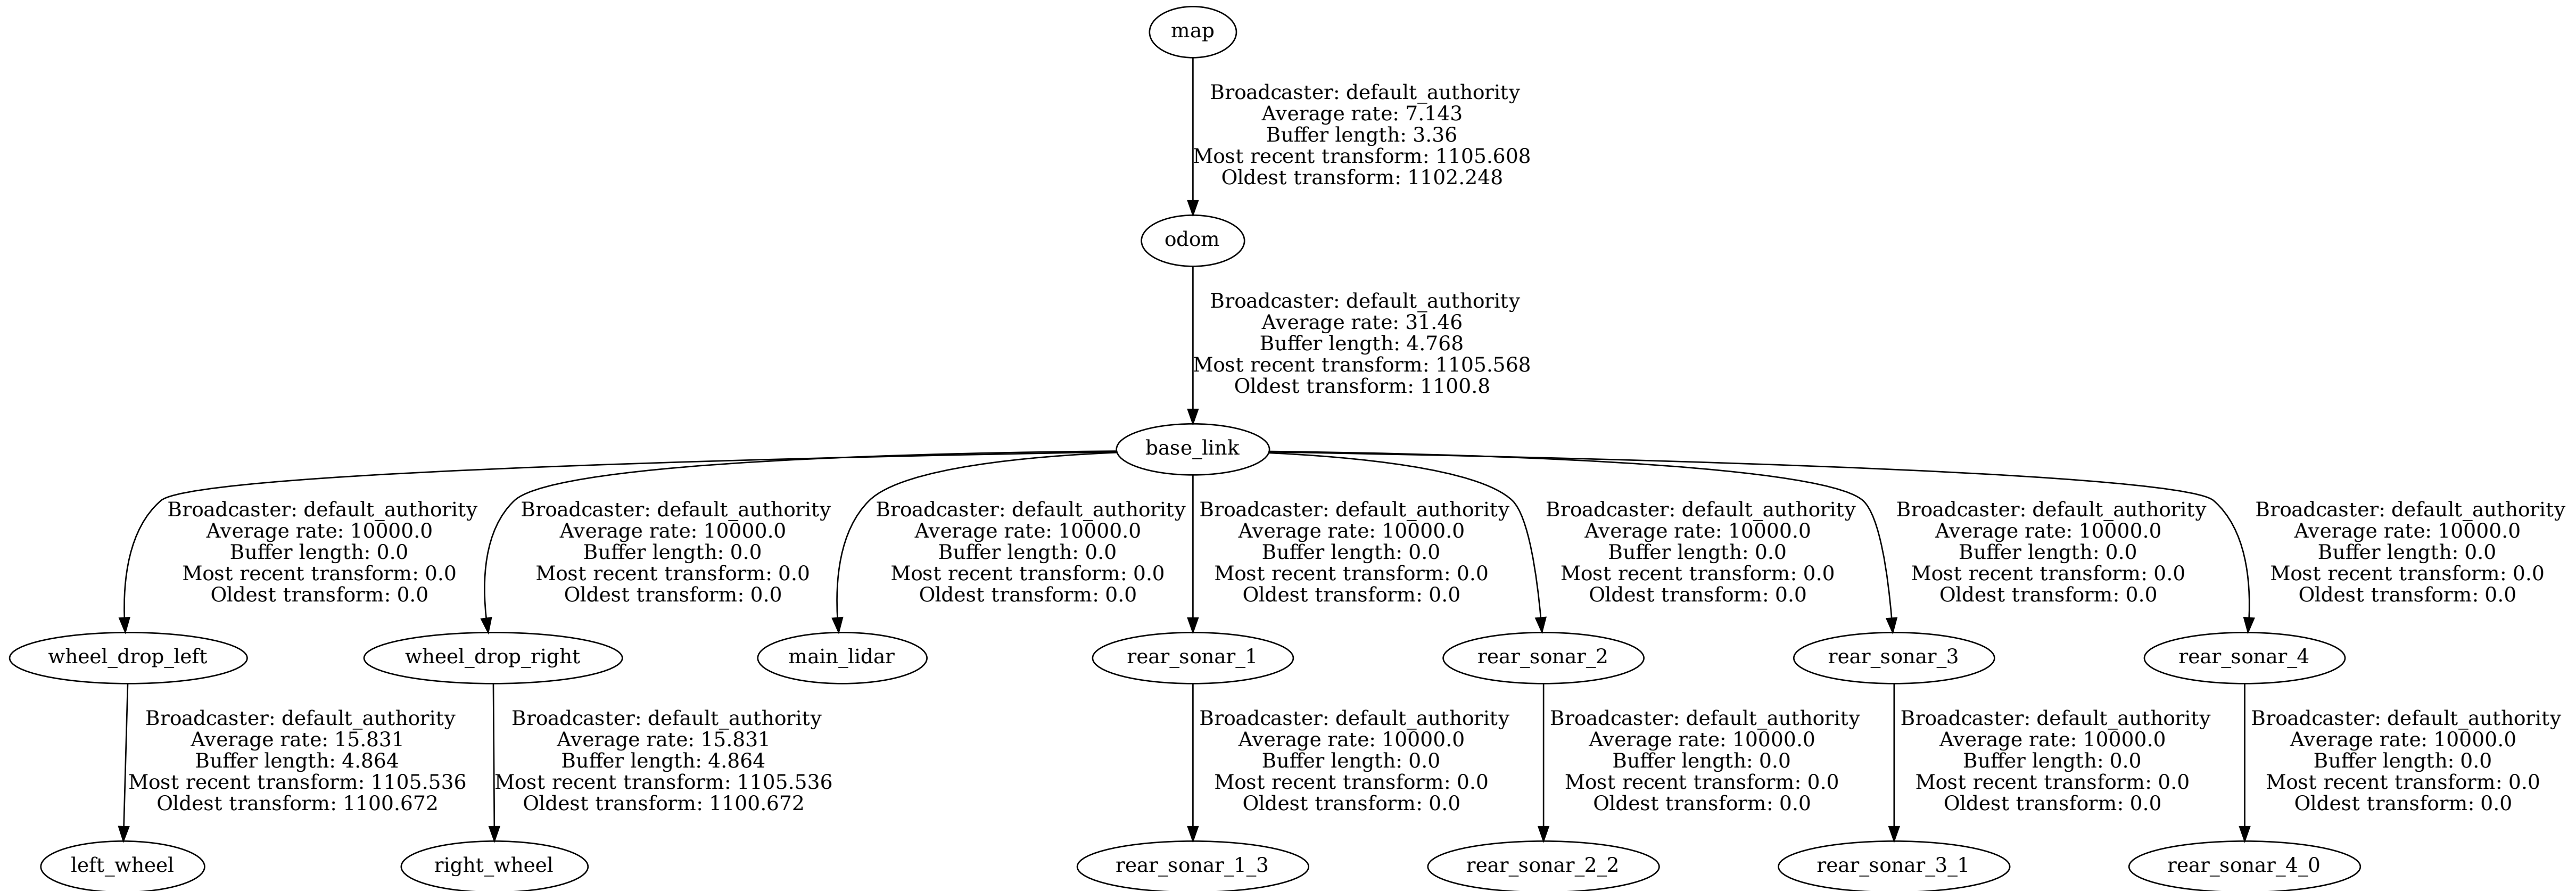 map
Broadcaster: default_authority
Average rate: 7.143
Buffer length: 3.36
Most recent transform: 1105.608
Oldest transform: 1102.248
odom
Broadcaster: default_authority
Average rate: 31.46
Buffer length: 4.768
Most recent transform: 1105.568
Oldest transform: 1100.8
base_link
Broadcaster: default_authority
Average rate: 10000.0
Buffer length: 0.0
Most recent transform: 0.0
Oldest transform: 0.0
Broadcaster: default_authority
Average rate: 10000.0
Buffer length: 0.0
Most recent transform: 0.0
Oldest transform: 0.0
Broadcaster: default_authority
Average rate: 10000.0
Buffer length: 0.0
Most recent transform: 0.0
Oldest transform: 0.0
Broadcaster: default_authority
Average rate: 10000.0
Buffer length: 0.0
Most recent transform: 0.0
Oldest transform: 0.0
Broadcaster: default_authority
Average rate: 10000.0
Buffer length: 0.0
Most recent transform: 0.0
Oldest transform: 0.0
Broadcaster: default_authority
Average rate: 10000.0
Buffer length: 0.0
Most recent transform: 0.0
Oldest transform: 0.0
Broadcaster: default_authority
Average rate: 10000.0
Buffer length: 0.0
Most recent transform: 0.0
Oldest transform: 0.0
wheel_drop_left
wheel_drop_right
main_lidar
rear_sonar_1
rear_sonar_2
rear_sonar_3
rear_sonar_4
Broadcaster: default_authority
Average rate: 15.831
Buffer length: 4.864
Most recent transform: 1105.536
Oldest transform: 1100.672
Broadcaster: default_authority
Average rate: 15.831
Buffer length: 4.864
Most recent transform: 1105.536
Oldest transform: 1100.672
Broadcaster: default_authority
Average rate: 10000.0
Buffer length: 0.0
Most recent transform: 0.0
Oldest transform: 0.0
Broadcaster: default_authority
Average rate: 10000.0
Buffer length: 0.0
Most recent transform: 0.0
Oldest transform: 0.0
Broadcaster: default_authority
Average rate: 10000.0
Buffer length: 0.0
Most recent transform: 0.0
Oldest transform: 0.0
Broadcaster: default_authority
Average rate: 10000.0
Buffer length: 0.0
Most recent transform: 0.0
Oldest transform: 0.0
left_wheel
right_wheel
rear_sonar_1_3
rear_sonar_2_2
rear_sonar_3_1
rear_sonar_4_0